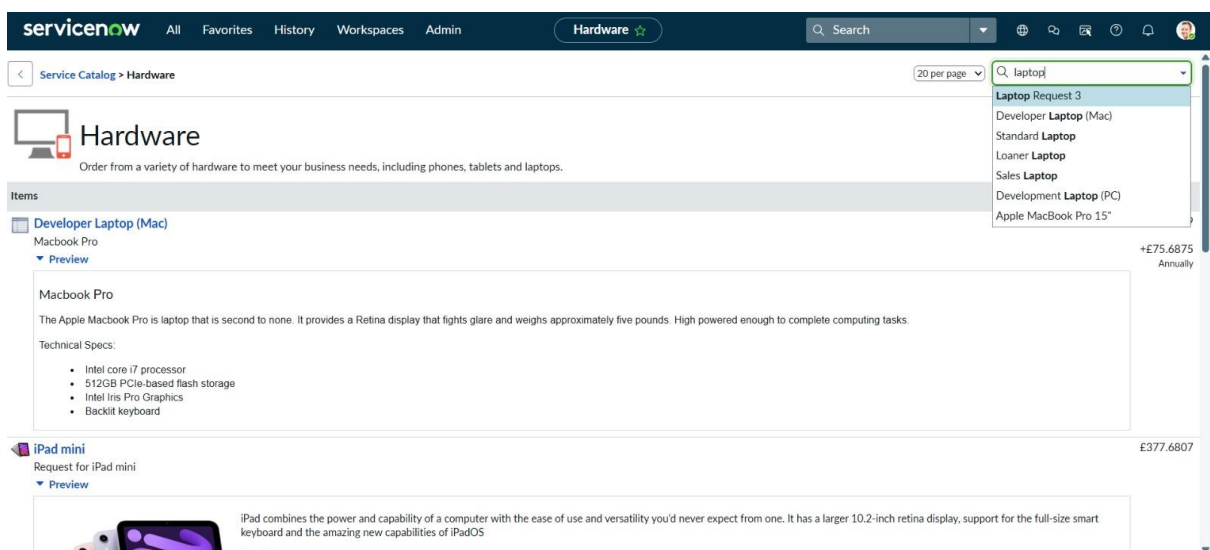 servicenow All Favorites History Workspaces Admin Hardware Search
Service Catalog > Hardware 20 per page laptop
Laptop Request 3
Developer Laptop (Mac)
Standard Laptop
Loaner Laptop
Sales Laptop
Development Laptop (PC)
Apple MacBook Pro 15"
Hardware
Order from a variety of hardware to meet your business needs, including phones, tablets and laptops.
Items
Developer Laptop (Mac)
Macbook Pro
+£75.6875
Preview
Annually
Macbook Pro
The Apple Macbook Pro is laptop that is second to none. It provides a Retina display that fights glare and weighs approximately five pounds. High powered enough to complete computing tasks.
Technical Specs:
Intel core i7 processor
512GB PCIe-based flash storage
Intel Iris Pro Graphics
Backlit keyboard
iPad mini £377.6807
Request for iPad mini
Preview
iPad combines the power and capability of a computer with the ease of use and versatility you'd never expect from one. It has a larger 10.2-inch retina display, support for the full-size smart
keyboard and the amazing new capabilities of iPadOS